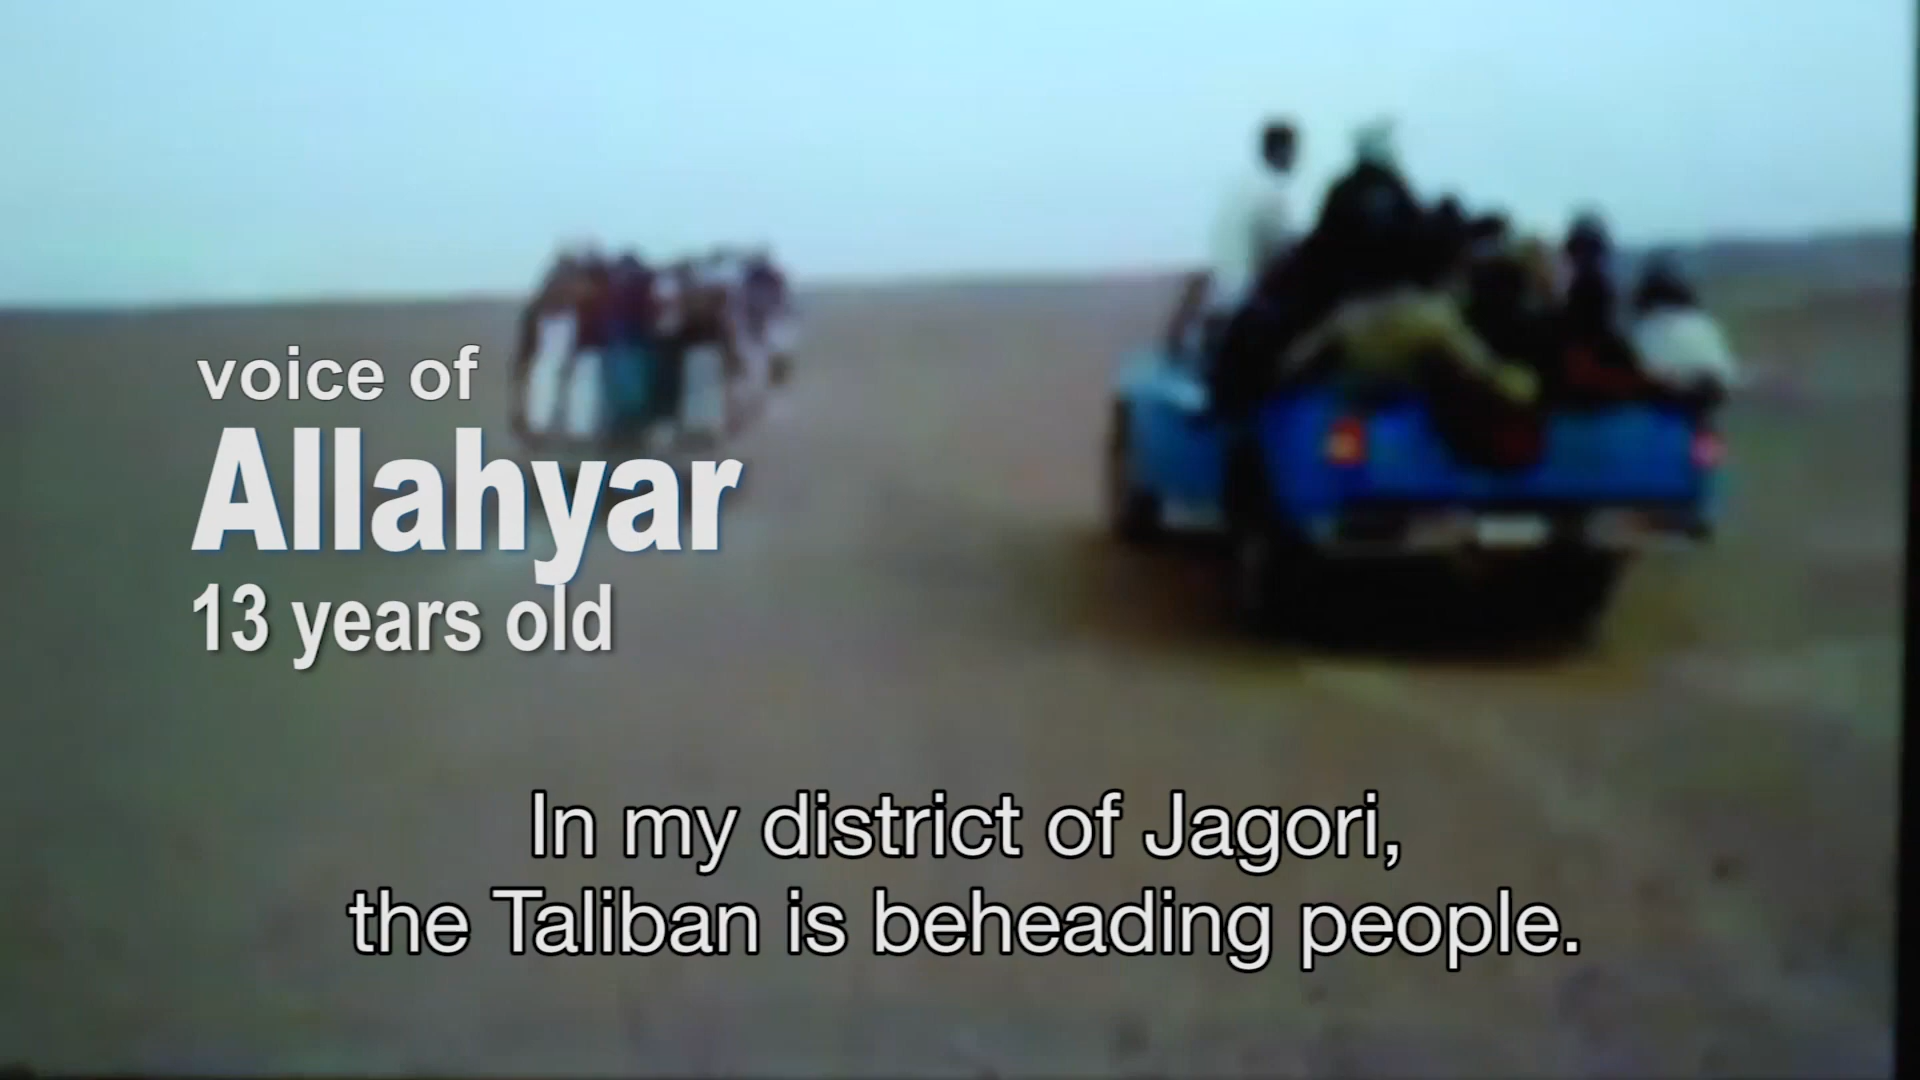 voice of
Allahyar
13 years old
In my district of Jagori,
the Taliban is beheading people.